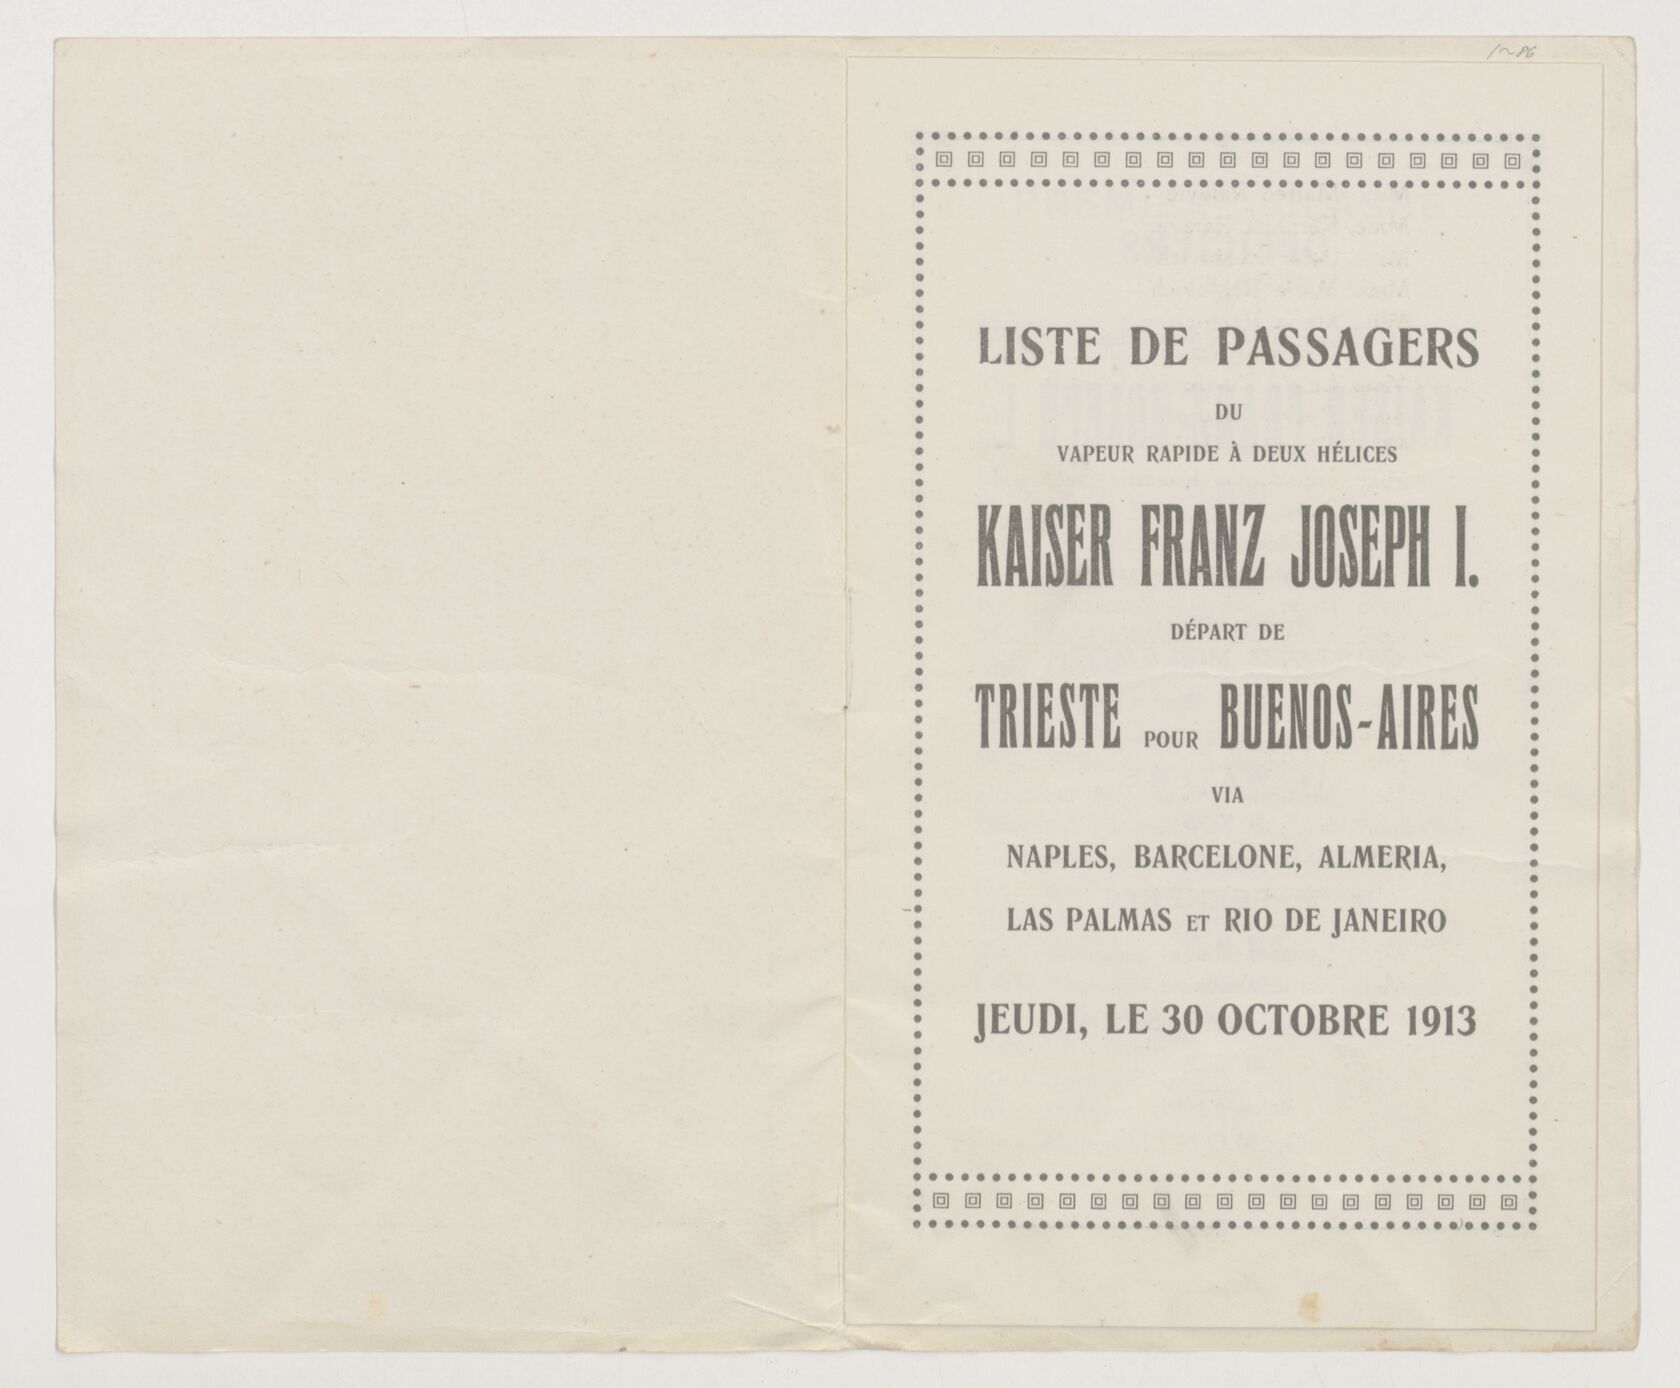 LISTE DE PASSAGERS
DU
VAPEUR RAPIDE À DEUX HÉLICES
KAISER FRANZ JOSEPH I.
DÉPART DE
TRIESTE POUR BUENOS-AIRES
VIA
NAPLES, BARCELONE, ALMERIA,
LAS PALMAS ET RIO DE JANEIRO
JEUDI, LE 30 OCTOBRE 1913